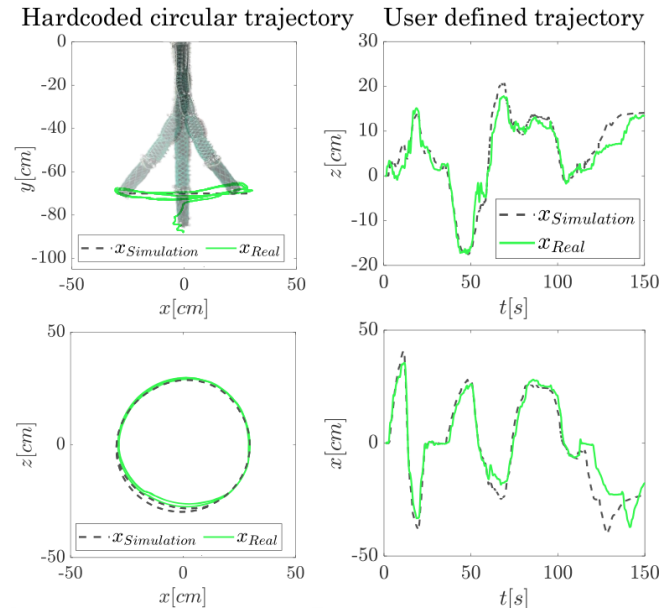 Hardcoded circular trajectory
User defined trajectory
0
-20
-40
-60
-80
-100
y[cm]
x_Simulation x_Real
-50 0 50
x[cm]
30
20
10
0
-10
-20
z[cm]
x_Simulation
x_Real
0 50 100 150
t[s]
50
0
-50
z[cm]
x_Simulation x_Real
-50 0 50
x[cm]
50
0
-50
x[cm]
0 50 100 150
t[s]